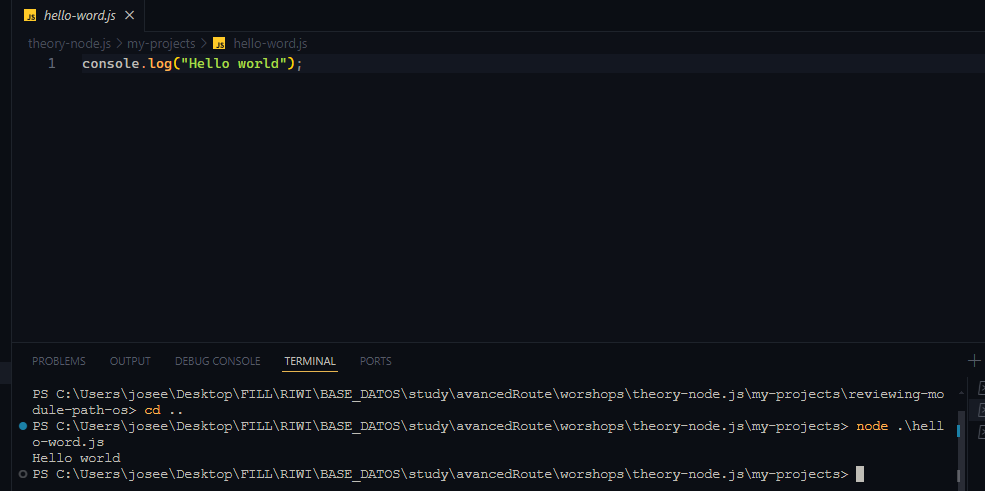 JS hello-word.js ×
theory-node.js > my-projects > JS hello-word.js
1 console.log("Hello world");
PROBLEMS OUTPUT DEBUG CONSOLE TERMINAL PORTS
PS C:\Users\josee\Desktop\FILL\RIWI\BASE_DATOS\study\avancedRoute\worshops\theory-node.js\my-projects\reviewing-mo
dule-path-os> cd ..
PS C:\Users\josee\Desktop\FILL\RIWI\BASE_DATOS\study\avancedRoute\worshops\theory-node.js\my-projects> node .\hell
o-word.js
Hello world
PS C:\Users\josee\Desktop\FILL\RIWI\BASE_DATOS\study\avancedRoute\worshops\theory-node.js\my-projects>